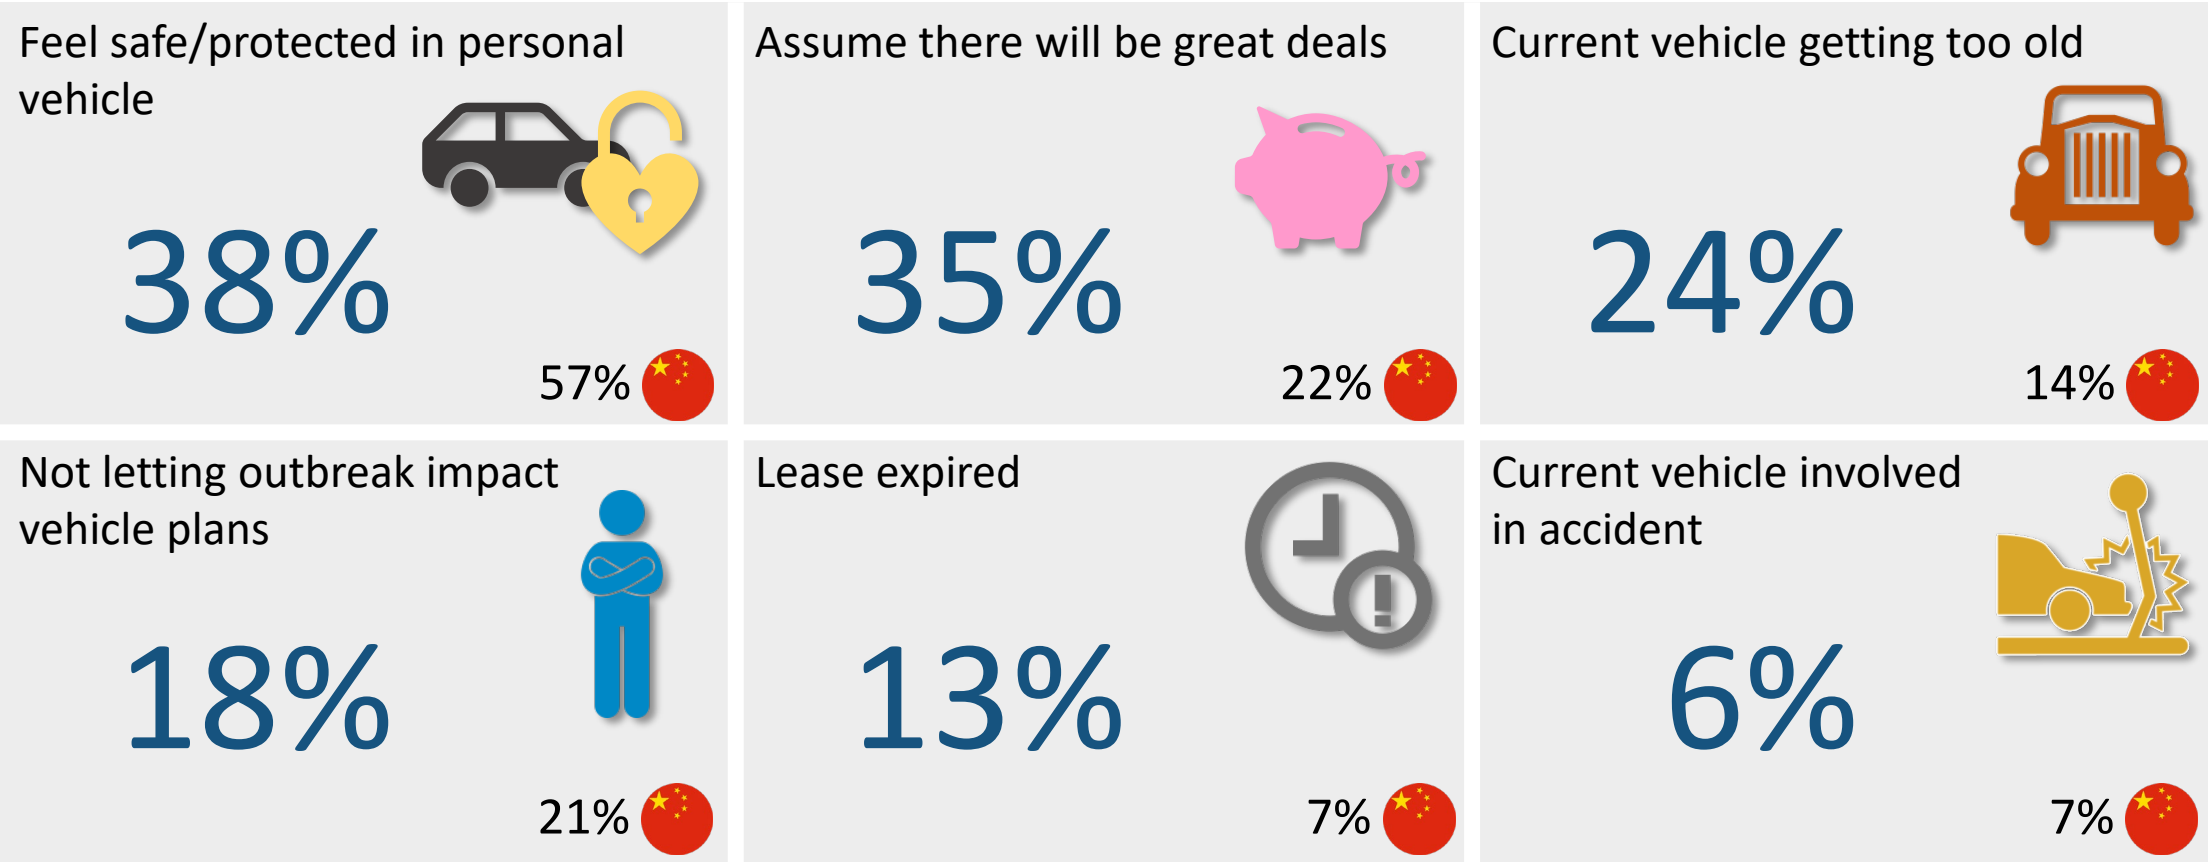 Feel safe/protected in personal
vehicle
38%
57%
Assume there will be great deals
35%
22%
Current vehicle getting too old
24%
14%
Not letting outbreak impact
vehicle plans
18%
21%
Lease expired
!
13%
7%
Current vehicle involved
in accident
6%
7%